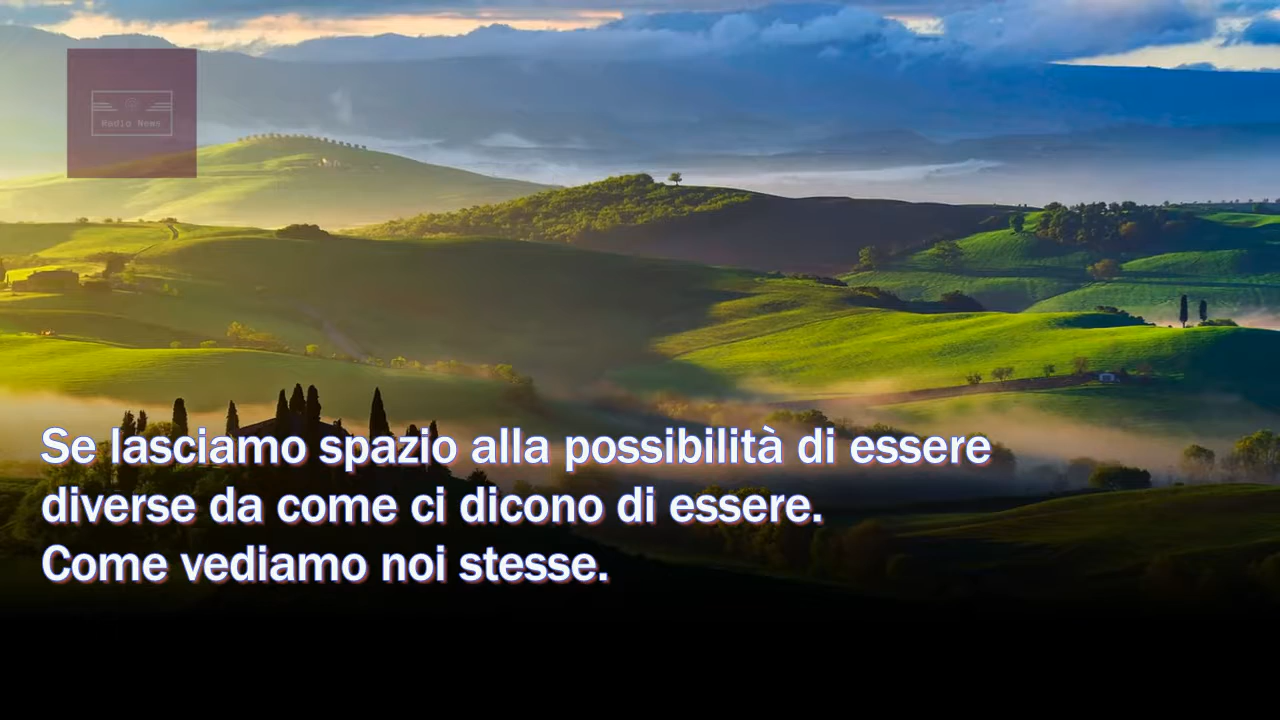 Radio News
Se lasciamo spazio alla possibilità di essere
diverse da come ci dicono di essere.
Come vediamo noi stesse.